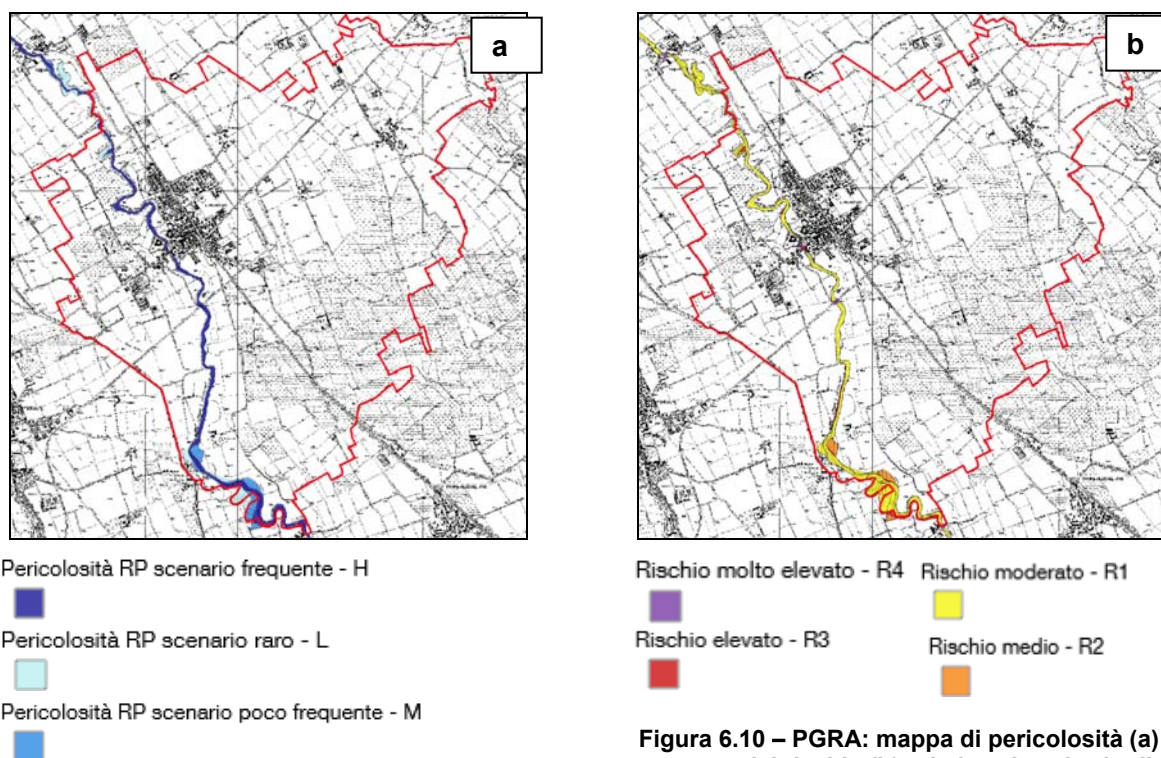 a
b
Pericolosità RP scenario frequente - H
Pericolosità RP scenario raro - L
Pericolosità RP scenario poco frequente - M
Rischio molto elevato - R4 Rischio moderato - R1
Rischio elevato - R3 Rischio medio - R2
Figura 6.10 – PGRA: mappa di pericolosità (a)